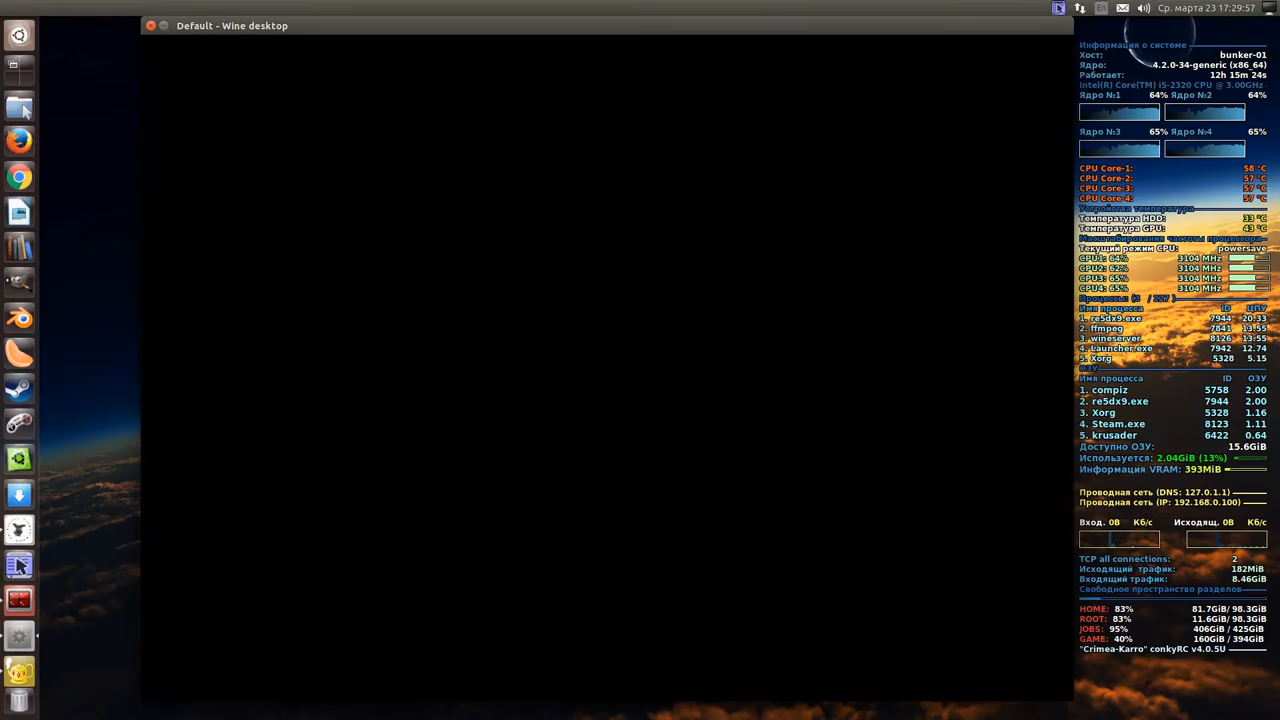 Default - Wine desktop
En
Ср. марта 23 17:29:57
Информация о системе
Хост: bunker-01
Ядро: 4.2.0-34-generic (x86_64)
Работает: 12h 15m 24s
Intel(R) Core(TM) i5-2320 CPU @ 3.00GHz
Ядро №1 64% Ядро №2 64%
Ядро №3 65% Ядро №4 65%
CPU Core-1: 58 °C
CPU Core-2: 57 °C
CPU Core-3: 57 °C
CPU Core-4: 57 °C
Устройства температура
Температура HDD: 33 °C
Температура GPU: 43 °C
Масштабирование частоты процессора
Текущий режим CPU: powersave
CPU1: 64% 3104 MHz
CPU2: 62% 3104 MHz
CPU3: 65% 3104 MHz
CPU4: 65% 3104 MHz
Процессы: (3 / 227 )
Имя процесса ID ЦПУ
1. re5dx9.exe 7944 20.33
2. ffmpeg 7841 13.55
3. wineserver 8126 13.55
4. Launcher.exe 7942 12.74
5. Xorg 5328 5.15
ОЗУ
Имя процесса ID ОЗУ
1. compiz 5758 2.00
2. re5dx9.exe 7944 2.00
3. Xorg 5328 1.16
4. Steam.exe 8123 1.11
5. krusader 6422 0.64
Доступно ОЗУ: 15.6GiB
Используется: 2.04GiB (13%)
Информация VRAM: 393MiB
Проводная сеть (DNS: 127.0.1.1)
Проводная сеть (IP: 192.168.0.100)
Вход. 0B Кб/с Исходящ. 0B Кб/с
TCP all connections: 2
Исходящий трафик: 182MiB
Входящий трафик: 8.46GiB
Свободное пространство разделов
HOME: 83% 81.7GiB/ 98.3GiB
ROOT: 83% 11.6GiB/ 98.3GiB
JOBS: 95% 406GiB / 425GiB
GAME: 40% 160GiB / 394GiB
"Crimea-Karro" conkyRC v4.0.5U